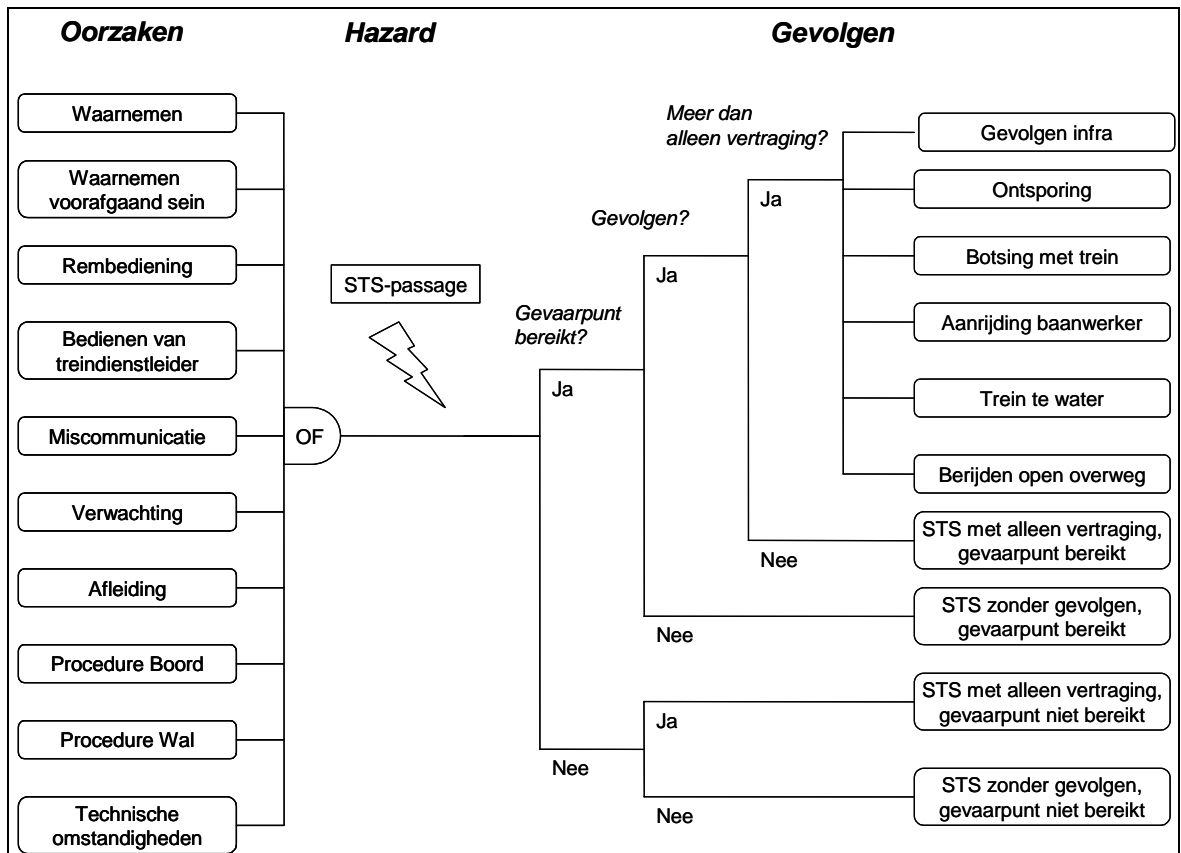 Oorzaken
Hazard
Gevolgen
Waarnemen
Waarnemen
voorafgaand sein
Rembediening
Bedienen van
treindienstleider
Miscommunicatie
Verwachting
Afleiding
Procedure Boord
Procedure Wal
Technische
omstandigheden
OF
STS-passage
Gevaarpunt
bereikt?
Ja
Nee
Gevolgen?
Ja
Nee
Ja
Nee
Meer dan
alleen vertraging?
Ja
Nee
Gevolgen infra
Ontsporing
Botsing met trein
Aanrijding baanwerker
Trein te water
Berijden open overweg
STS met alleen vertraging,
gevaarpunt bereikt
STS zonder gevolgen,
gevaarpunt bereikt
STS met alleen vertraging,
gevaarpunt niet bereikt
STS zonder gevolgen,
gevaarpunt niet bereikt